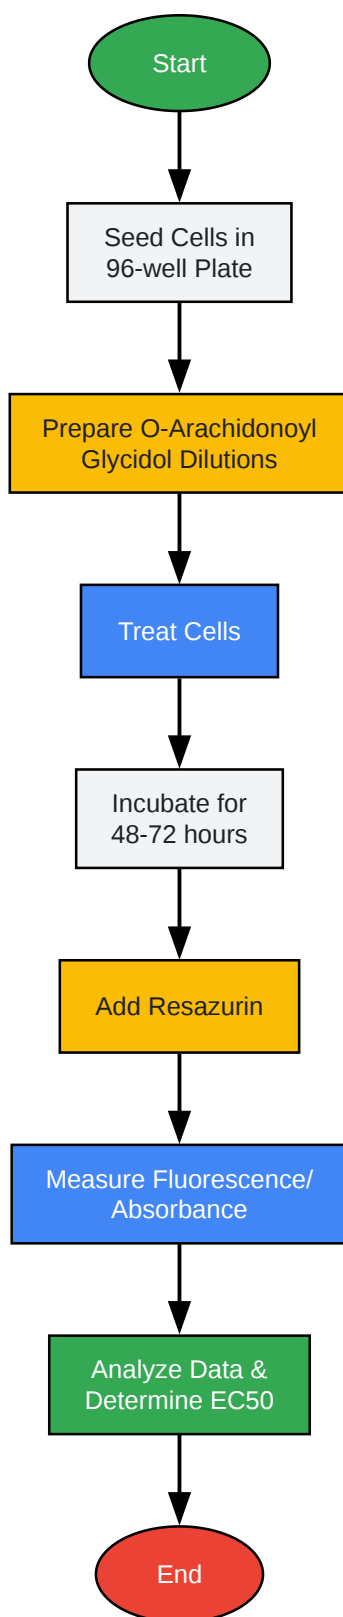 Start
Seed Cells in
96-well Plate
Prepare O-Arachidonoyl
Glycidol Dilutions
Treat Cells
Incubate for
48-72 hours
Add Resazurin
Measure Fluorescence/
Absorbance
Analyze Data &
Determine EC50
End